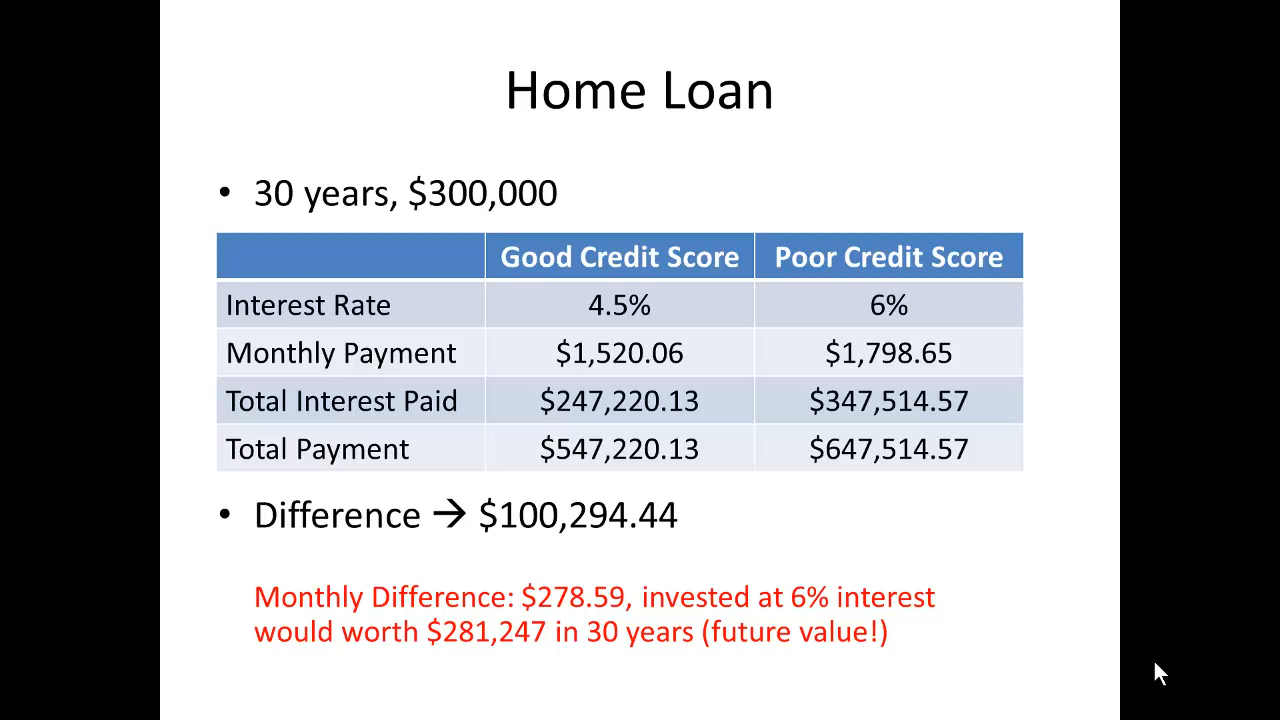 Home Loan
• 30 years, $300,000
Good Credit Score Poor Credit Score
Interest Rate 4.5% 6%
Monthly Payment $1,520.06 $1,798.65
Total Interest Paid $247,220.13 $347,514.57
Total Payment $547,220.13 $647,514.57
• Difference → $100,294.44
Monthly Difference: $278.59, invested at 6% interest
would worth $281,247 in 30 years (future value!)